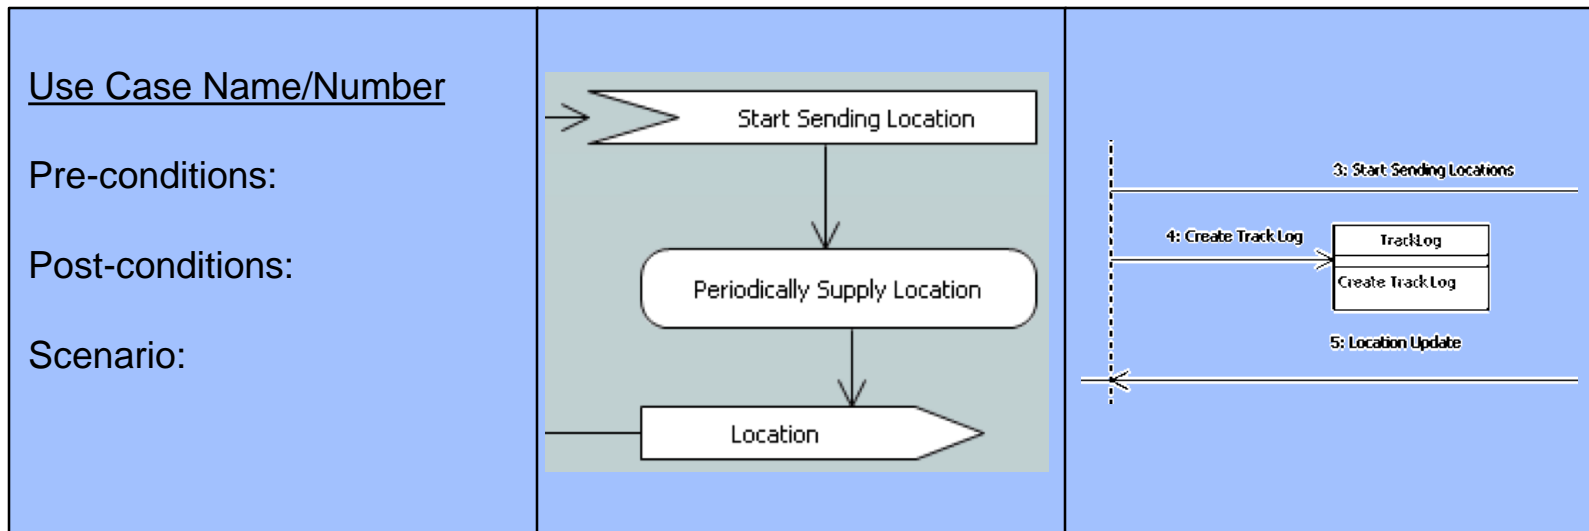 Use Case Name/Number
Pre-conditions:
Post-conditions:
Scenario:
Start Sending Location
Periodically Supply Location
Location
3: Start Sending Locations
4: Create Track Log
TrackLog
Create Track Log
5: Location Update